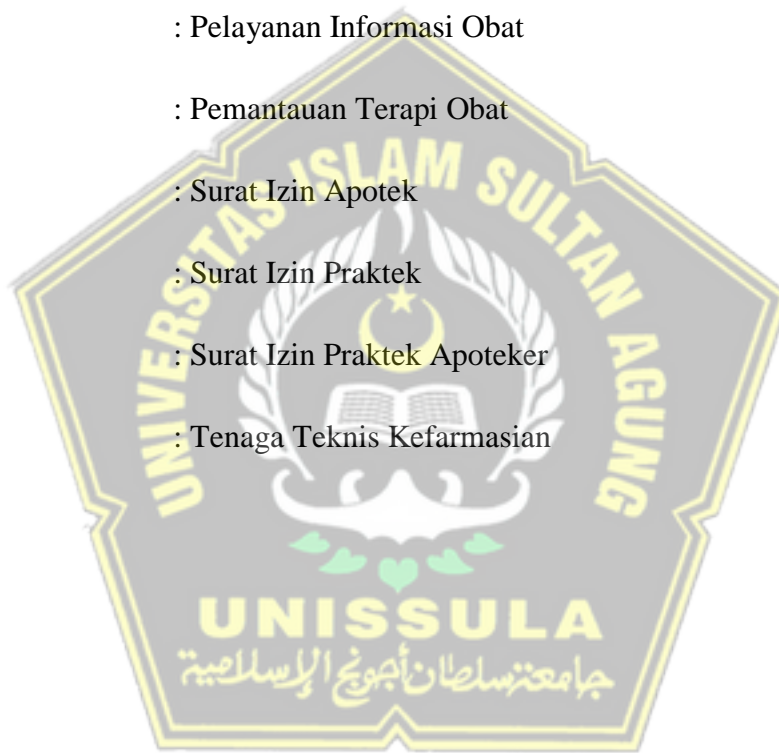 : Pelayanan Informasi Obat
: Pemantauan Terapi Obat
: Surat Izin Apotek
: Surat Izin Praktek
: Surat Izin Praktek Apoteker
: Tenaga Teknis Kefarmasian
UNIVERSITAS ISLAM SULTAN AGUNG
UNISSULA
جامعة سلطان أجونج الإسلامية